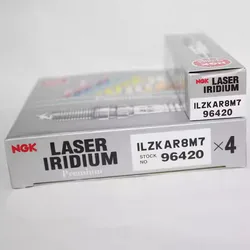 NGK
LASER
IRIDIUM
ILZKAR8M7
96420
NGK
LASER
IRIDIUM
Premium
ILZKAR8M7
STOCK
NO
96420
×4